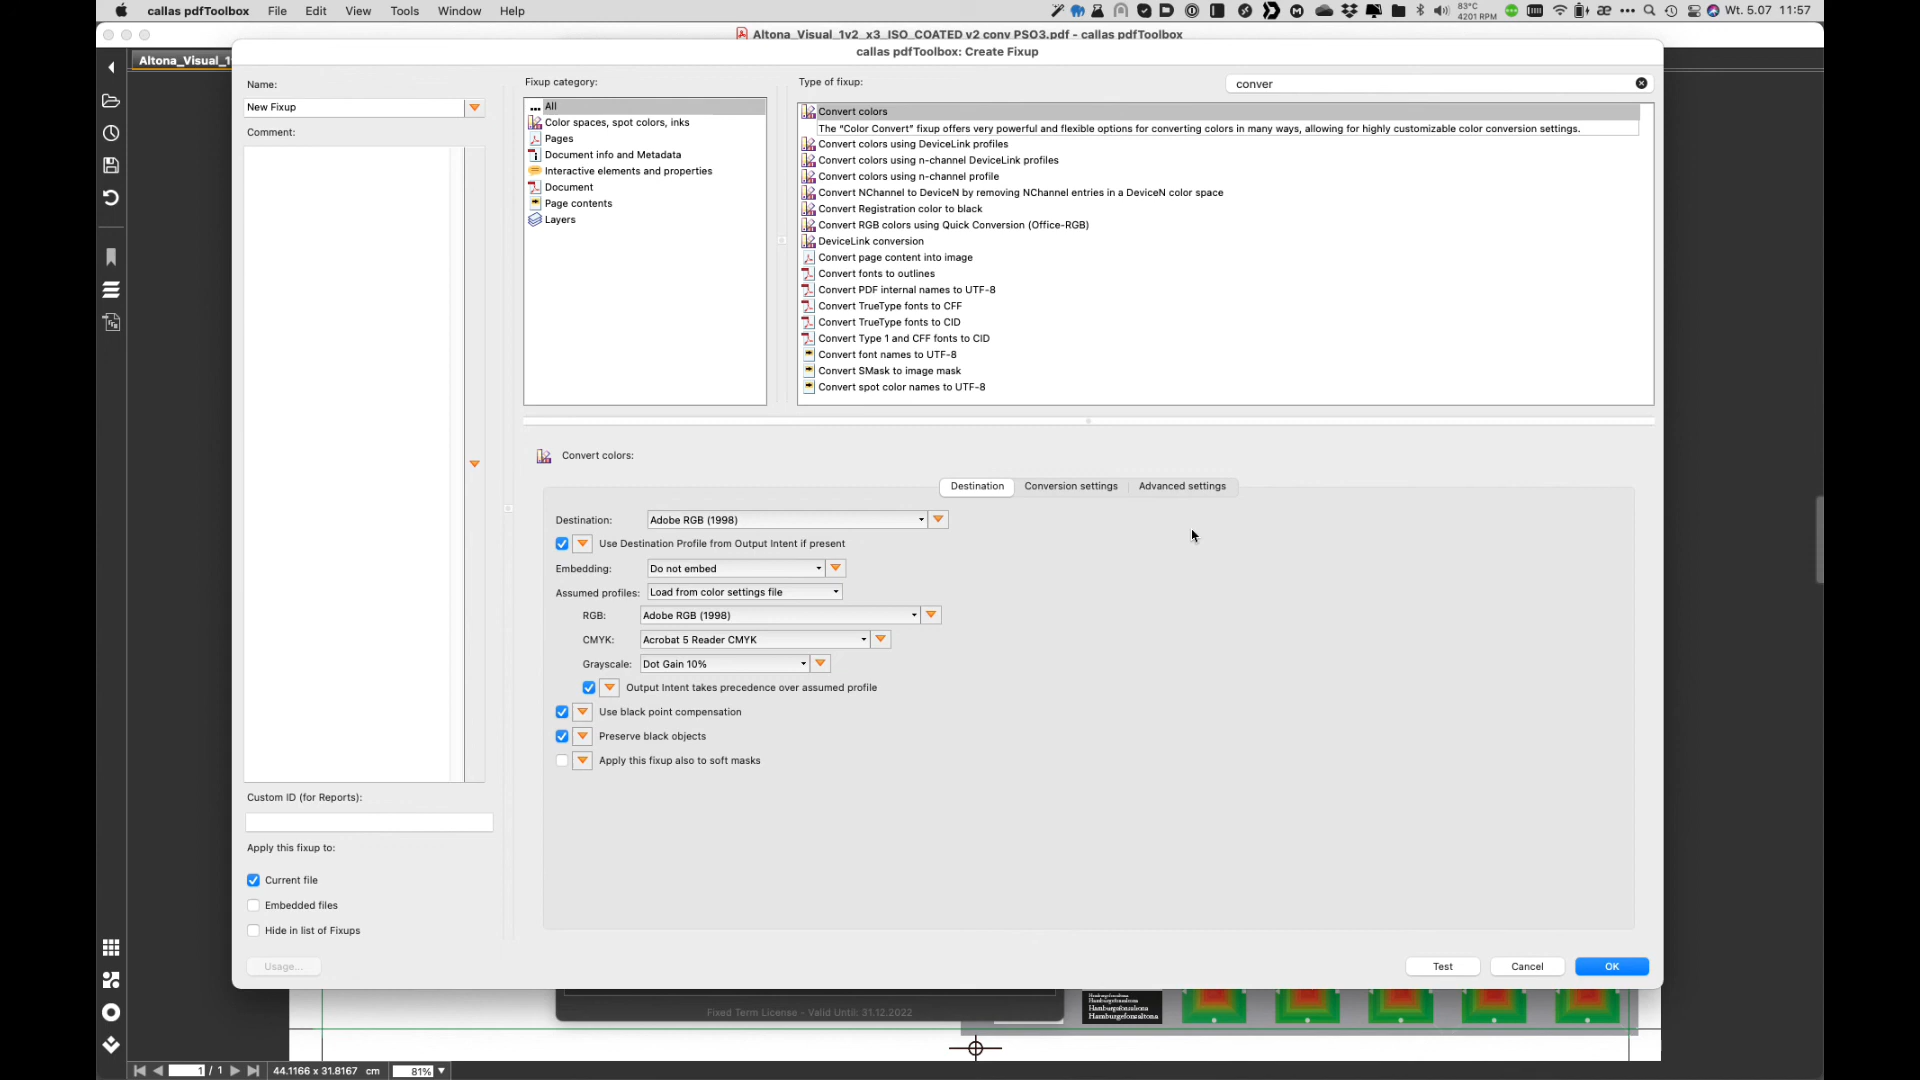 callas pdfToolbox File Edit View Tools Window Help
83°C
4201 RPM
Wt. 5.07 11:57
Altona_Visual_1v2_x3_ISO_COATED v2 conv PSO3.pdf - callas pdfToolbox
callas pdfToolbox: Create Fixup
Altona_Visual_1
Name:
New Fixup
Comment:
Custom ID (for Reports):
Apply this fixup to:
Current file
Embedded files
Hide in list of Fixups
Usage...
Fixup category:
All
Color spaces, spot colors, inks
Pages
Document info and Metadata
Interactive elements and properties
Document
Page contents
Layers
Type of fixup:
conver
Convert colors
The "Color Convert" fixup offers very powerful and flexible options for converting colors in many ways, allowing for highly customizable color conversion settings.
Convert colors using DeviceLink profiles
Convert colors using n-channel DeviceLink profiles
Convert colors using n-channel profile
Convert NChannel to DeviceN by removing NChannel entries in a DeviceN color space
Convert Registration color to black
Convert RGB colors using Quick Conversion (Office-RGB)
DeviceLink conversion
Convert page content into image
Convert fonts to outlines
Convert PDF internal names to UTF-8
Convert TrueType fonts to CFF
Convert TrueType fonts to CID
Convert Type 1 and CFF fonts to CID
Convert font names to UTF-8
Convert SMask to image mask
Convert spot color names to UTF-8
Convert colors:
Destination Conversion settings Advanced settings
Destination: Adobe RGB (1998)
Use Destination Profile from Output Intent if present
Embedding: Do not embed
Assumed profiles: Load from color settings file
RGB: Adobe RGB (1998)
CMYK: Acrobat 5 Reader CMYK
Grayscale: Dot Gain 10%
Output Intent takes precedence over assumed profile
Use black point compensation
Preserve black objects
Apply this fixup also to soft masks
Test Cancel OK
Fixed Term License - Valid Until: 31.12.2022
Hamburgefonsaltona
Hamburgefonsaltona
Hamburgefonsaltona
1 / 1 44.1166 x 31.8167 cm 81%